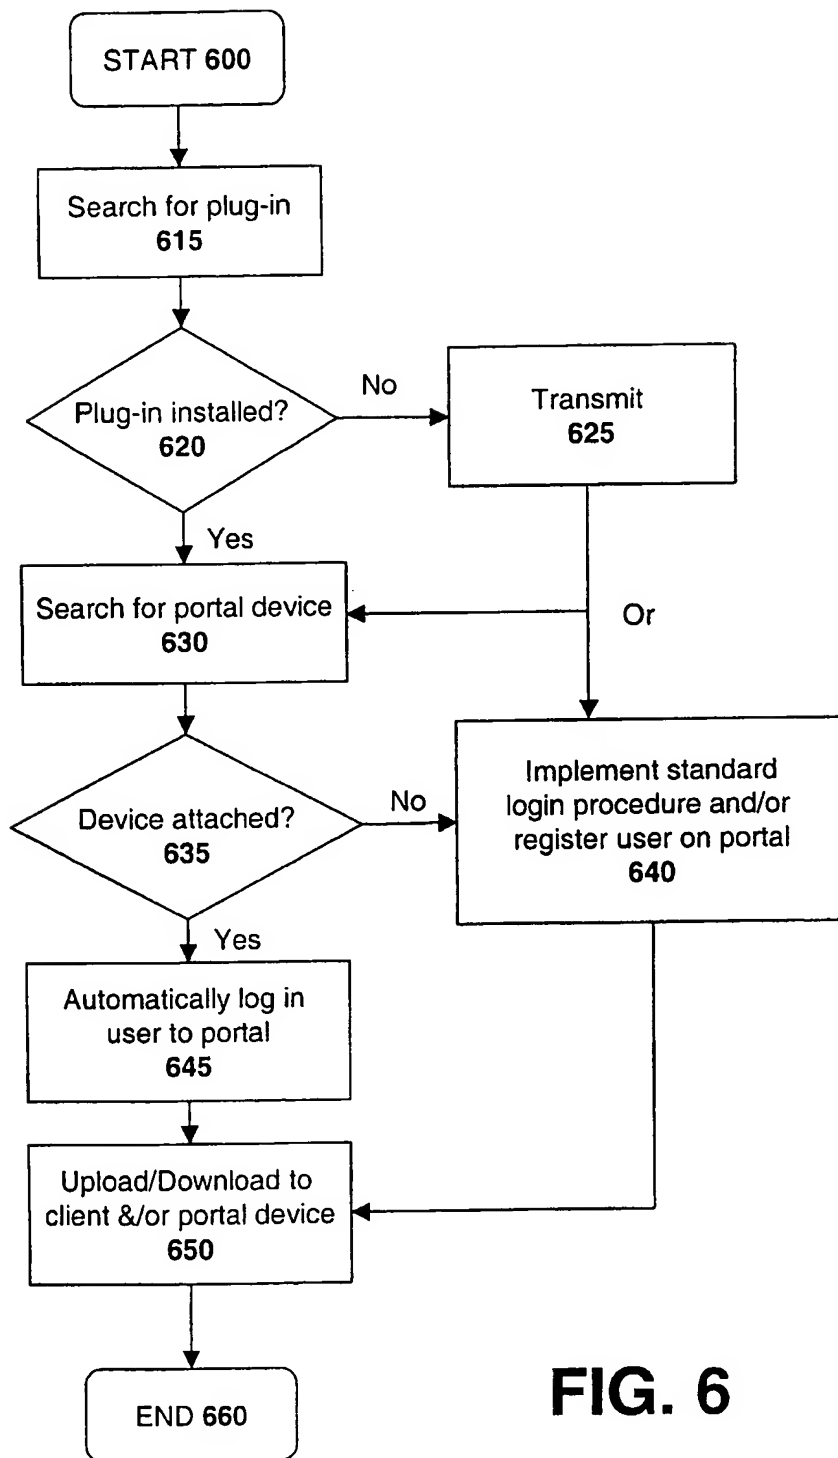 START 600
Search for plug-in
615
Plug-in installed?
620
No
Transmit
625
Yes
Search for portal device
630
Or
Device attached?
635
No
Implement standard
login procedure and/or
register user on portal
640
Yes
Automatically log in
user to portal
645
Upload/Download to
client &/or portal device
650
END 660
FIG. 6